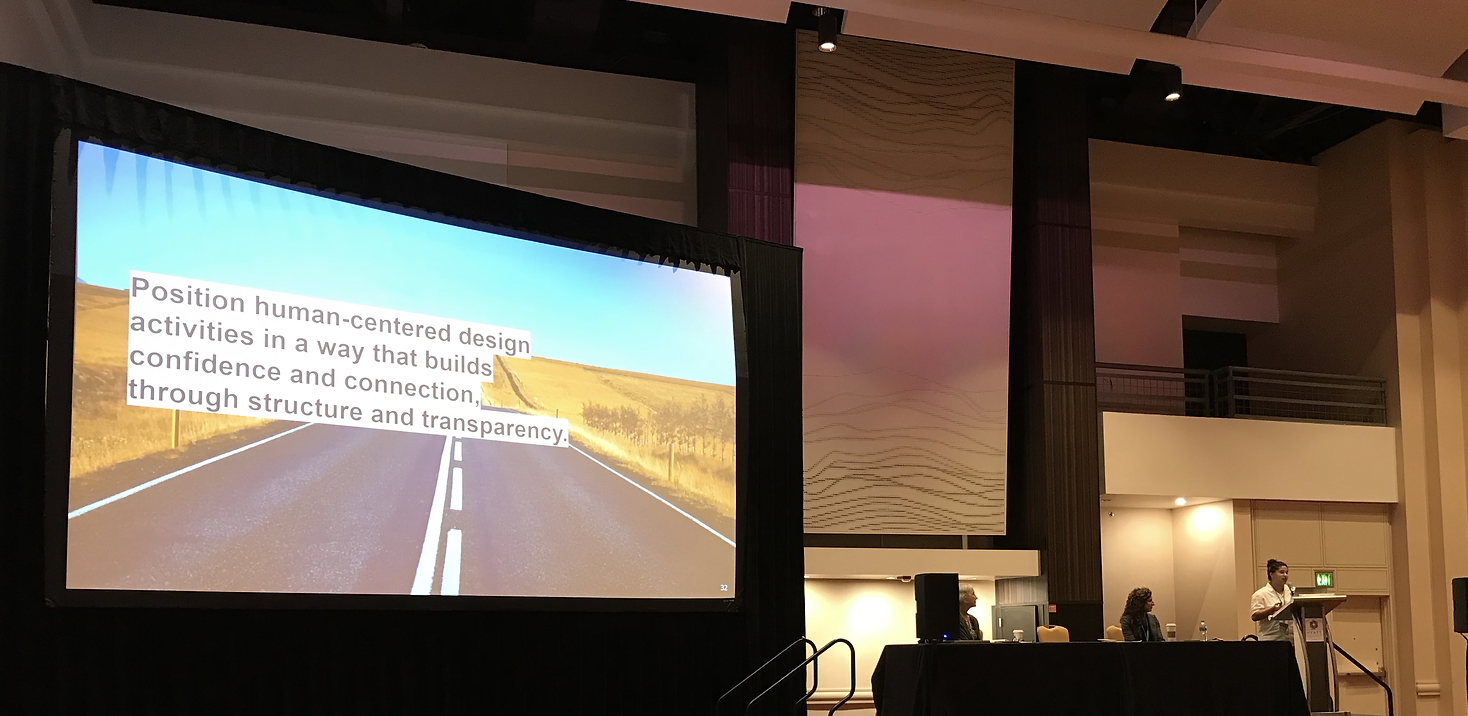 Position human-centered design
activities in a way that builds
confidence and connection,
through structure and transparency.
32